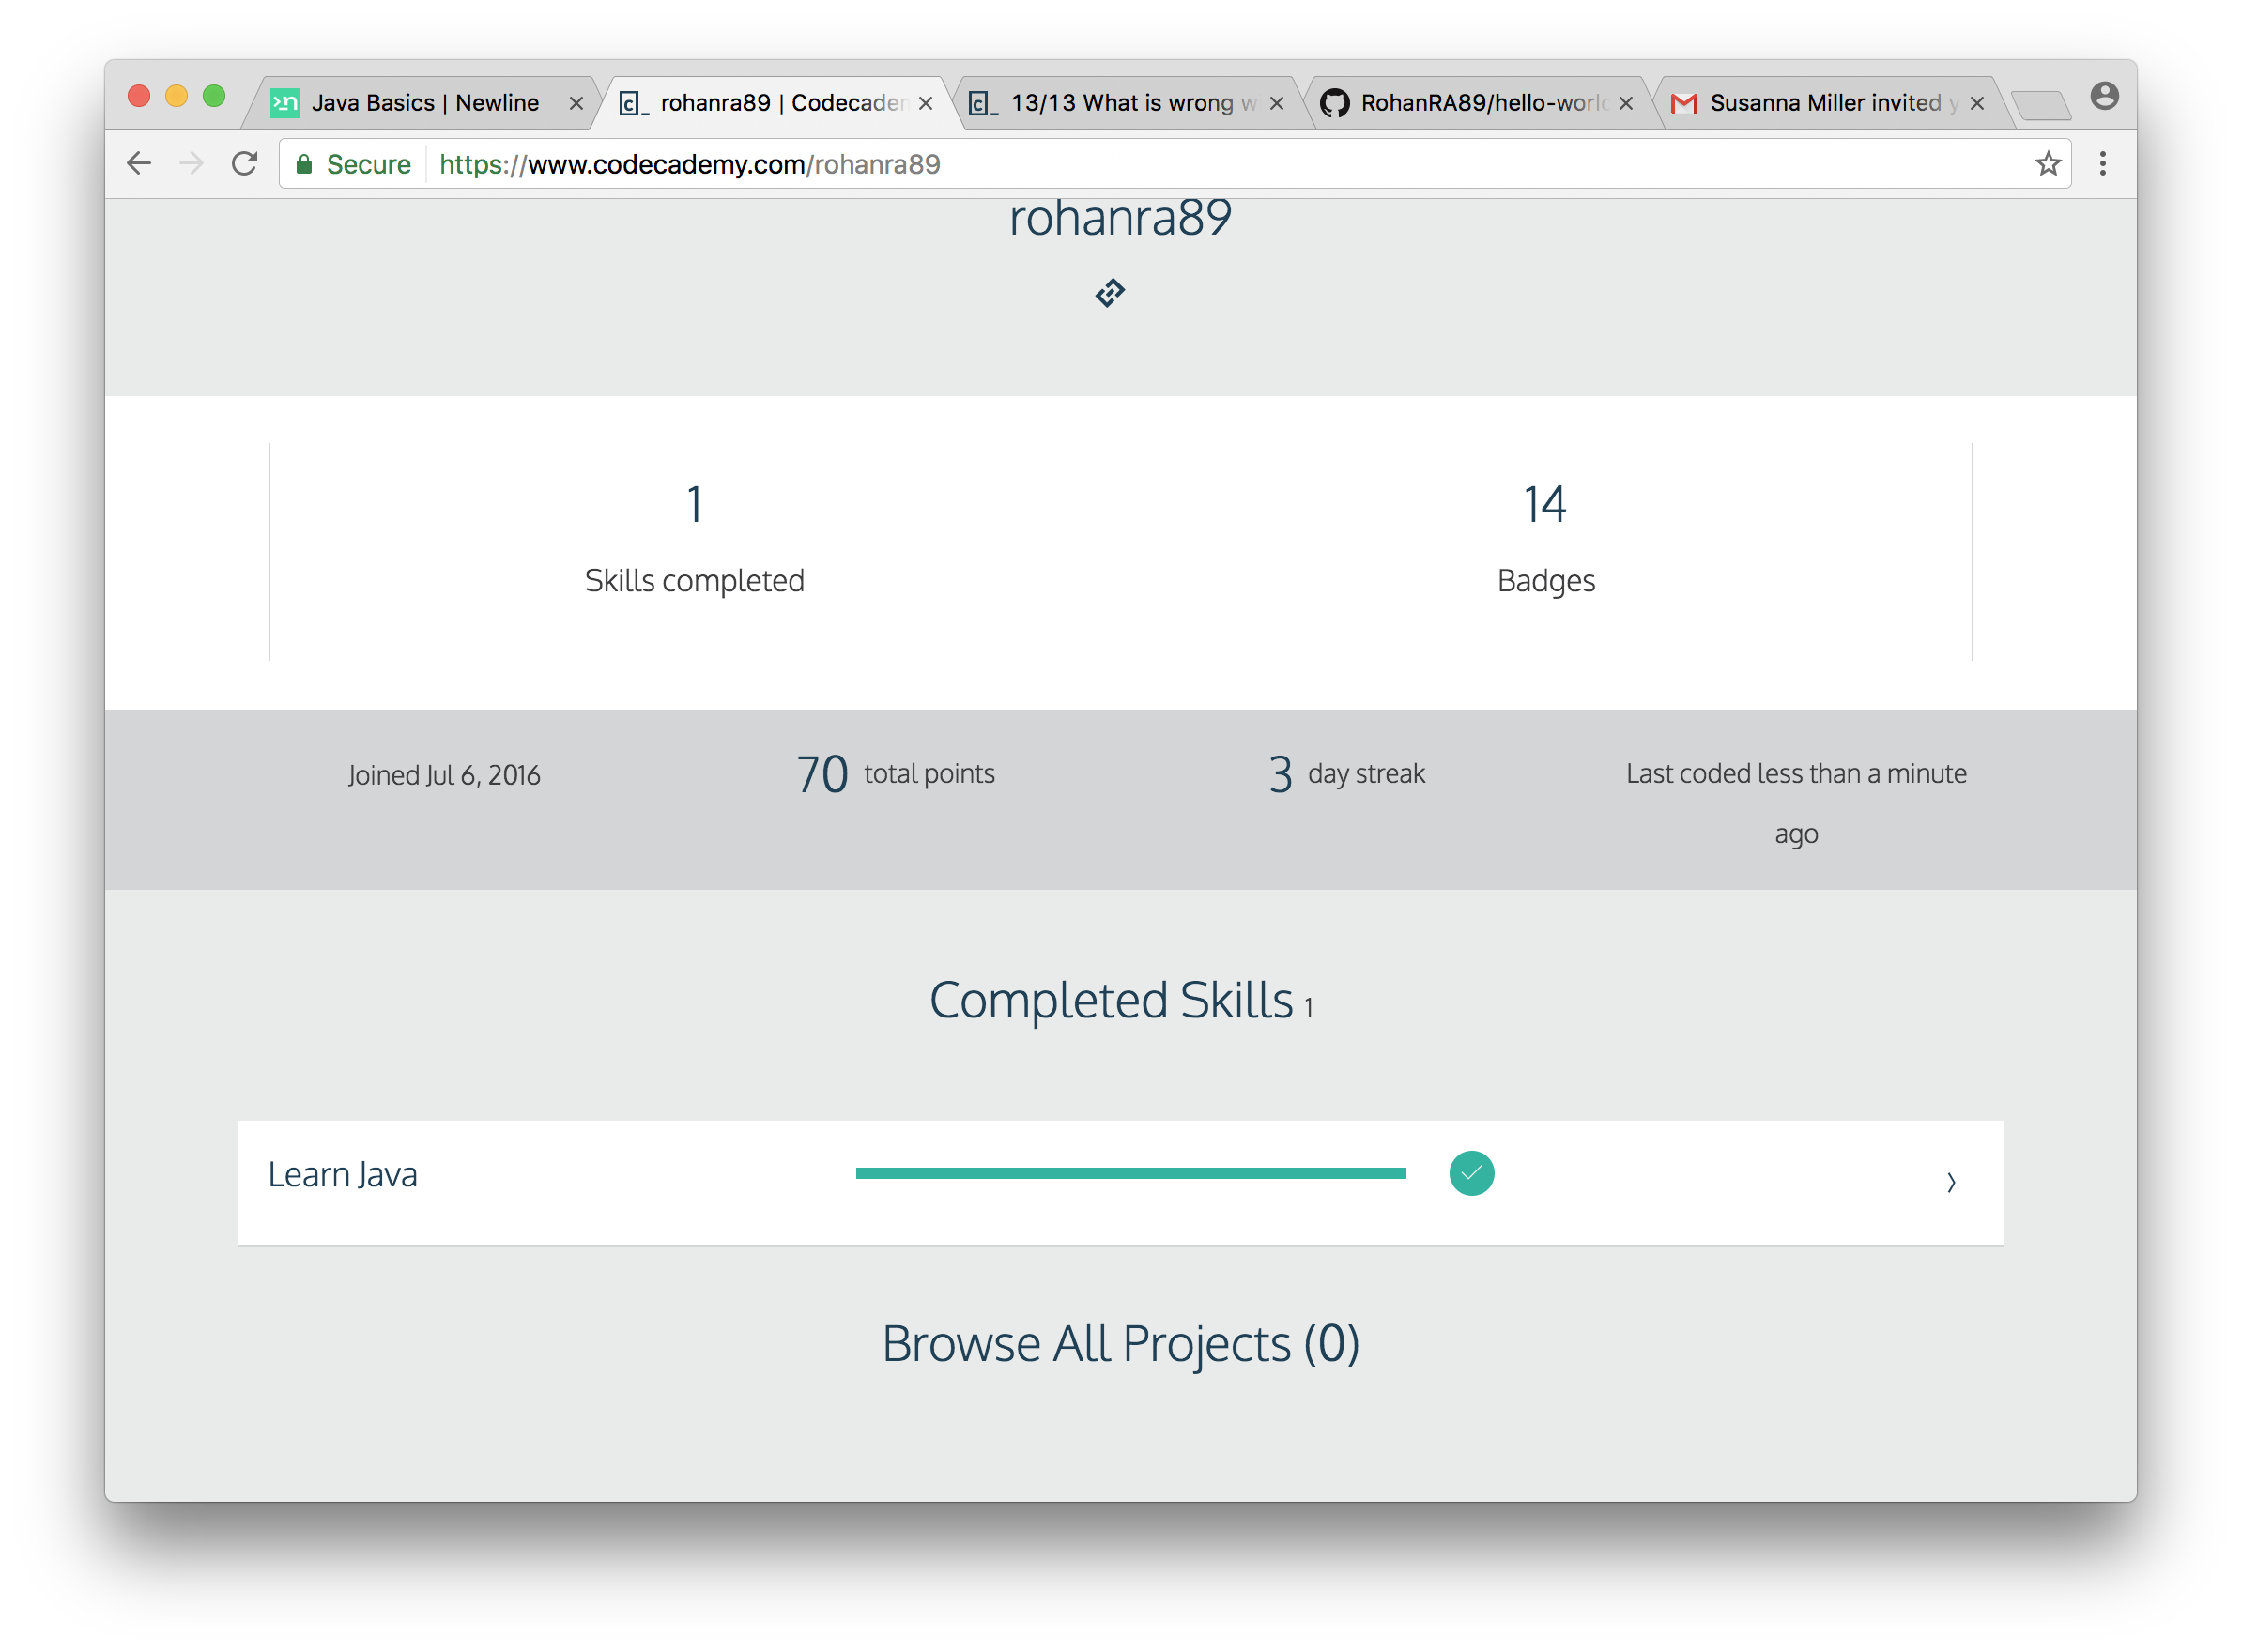 Java Basics | Newline
rohanra89 | Codecader
13/13 What is wrong w
RohanRA89/hello-world
Susanna Miller invited y
Secure https://www.codecademy.com/rohanra89
rohanra89
1
Skills completed
14
Badges
Joined Jul 6, 2016
70 total points
3 day streak
Last coded less than a minute
ago
Completed Skills 1
Learn Java
Browse All Projects (0)